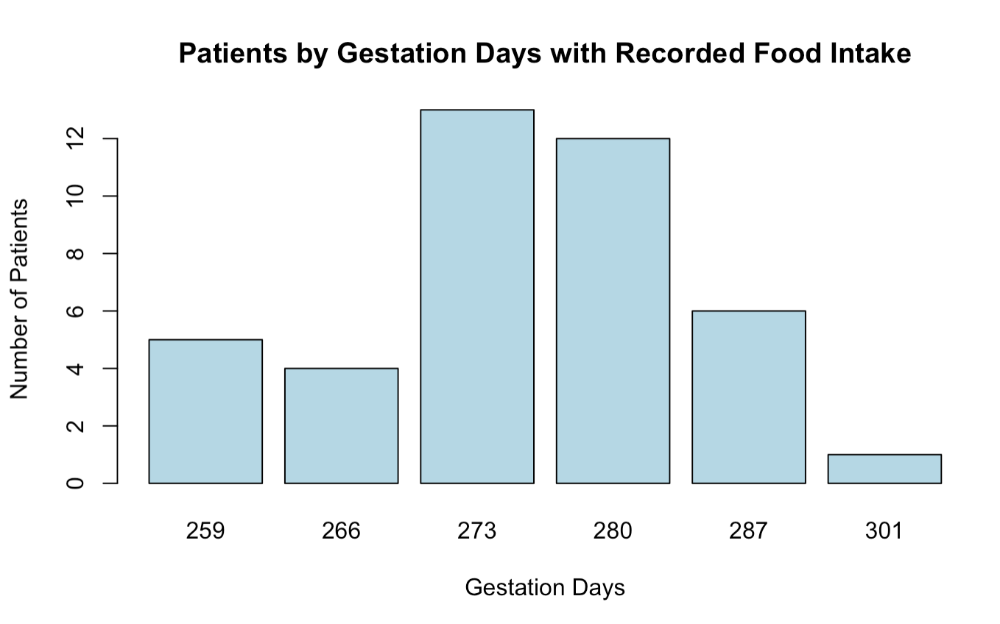 Patients by Gestation Days with Recorded Food Intake
Number of Patients
12
10
8
6
4
2
0
259 266 273 280 287 301
Gestation Days